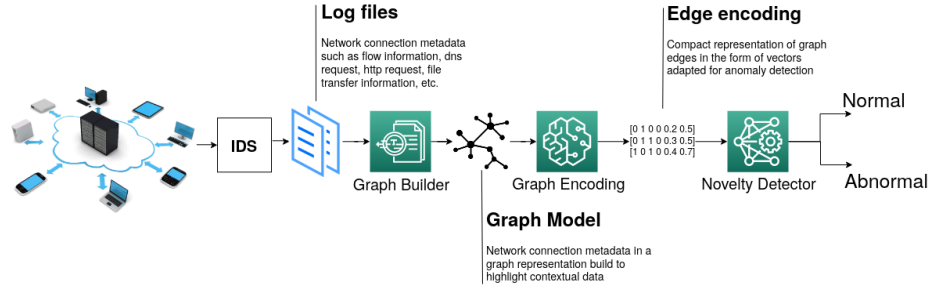 Log files
Network connection metadata
such as flow information, dns
request, http request, file
transfer information, etc.
Edge encoding
Compact representation of graph
edges in the form of vectors
adapted for anomaly detection
IDS
Graph Builder
Graph Encoding
[0 1 0 0 0.2 0.5]
[0 1 1 0 0.3 0.5]
[1 0 1 0 0.4 0.7]
Novelty Detector
Normal
Abnormal
Graph Model
Network connection metadata in a
graph representation build to
highlight contextual data